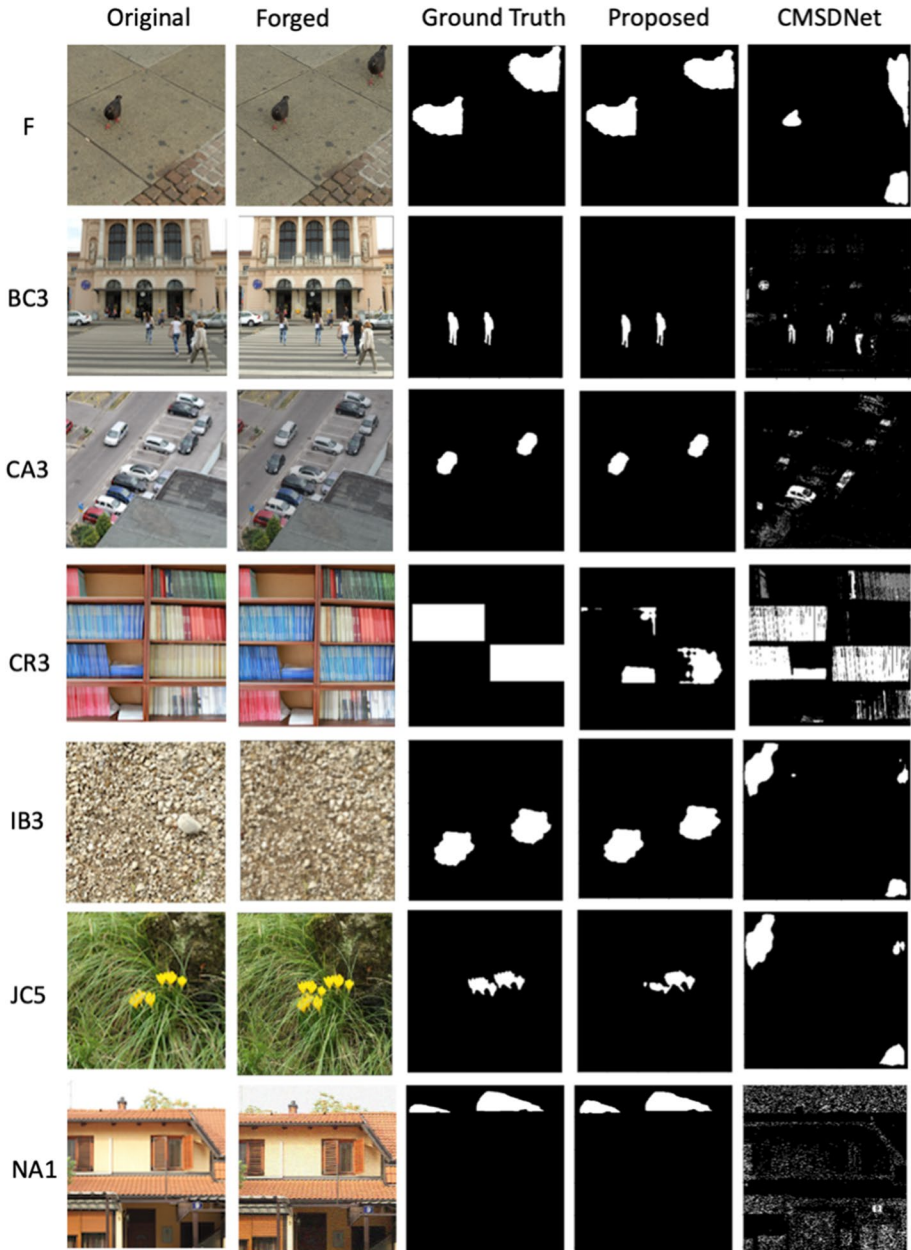 Original Forged Ground Truth Proposed CMSDNet
F
BC3
CA3
CR3
IB3
JC5
NA1